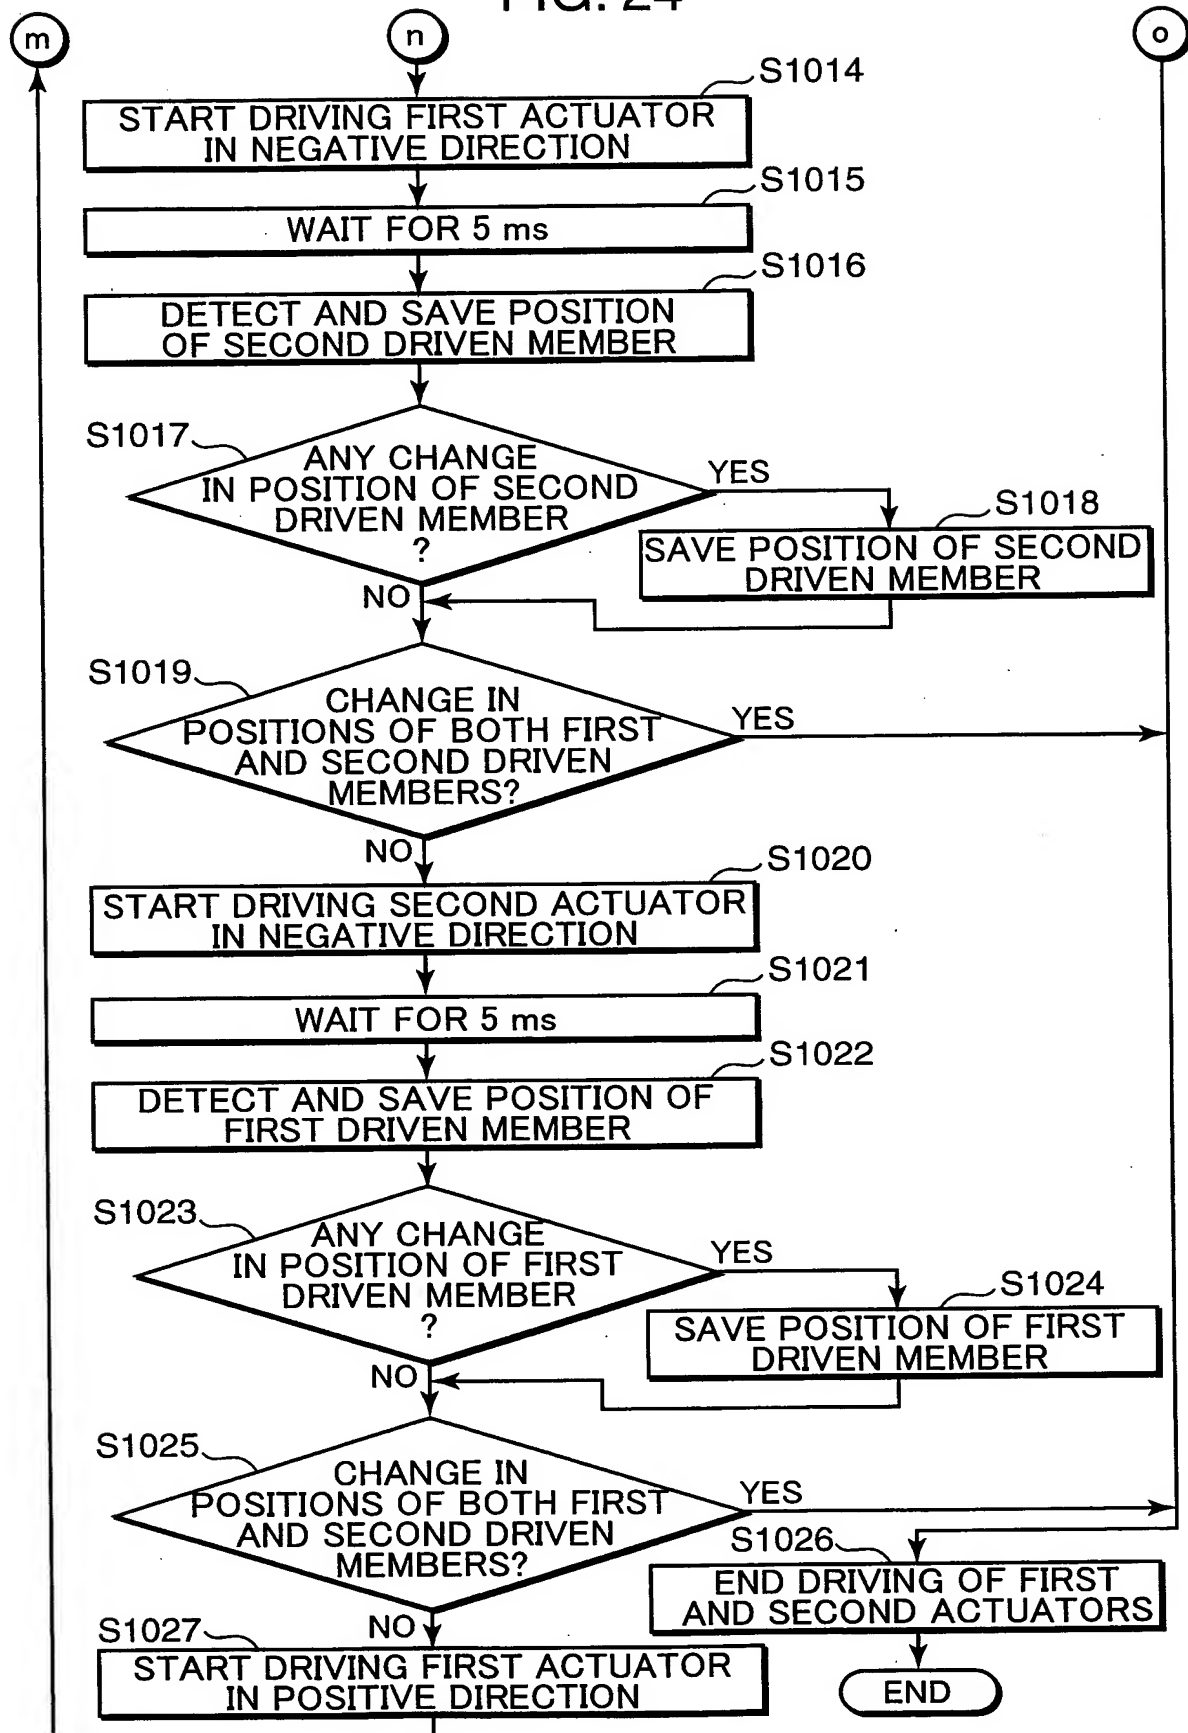 FIG. 24
m
n
o
S1014
START DRIVING FIRST ACTUATOR
IN NEGATIVE DIRECTION
S1015
WAIT FOR 5 ms
S1016
DETECT AND SAVE POSITION
OF SECOND DRIVEN MEMBER
S1017
ANY CHANGE
IN POSITION OF SECOND
DRIVEN MEMBER
?
YES
S1018
SAVE POSITION OF SECOND
DRIVEN MEMBER
NO
S1019
CHANGE IN
POSITIONS OF BOTH FIRST
AND SECOND DRIVEN
MEMBERS?
YES
NO
S1020
START DRIVING SECOND ACTUATOR
IN NEGATIVE DIRECTION
S1021
WAIT FOR 5 ms
S1022
DETECT AND SAVE POSITION OF
FIRST DRIVEN MEMBER
S1023
ANY CHANGE
IN POSITION OF FIRST
DRIVEN MEMBER
?
YES
S1024
SAVE POSITION OF FIRST
DRIVEN MEMBER
NO
S1025
CHANGE IN
POSITIONS OF BOTH FIRST
AND SECOND DRIVEN
MEMBERS?
YES
S1026
END DRIVING OF FIRST
AND SECOND ACTUATORS
NO
S1027
START DRIVING FIRST ACTUATOR
IN POSITIVE DIRECTION
END